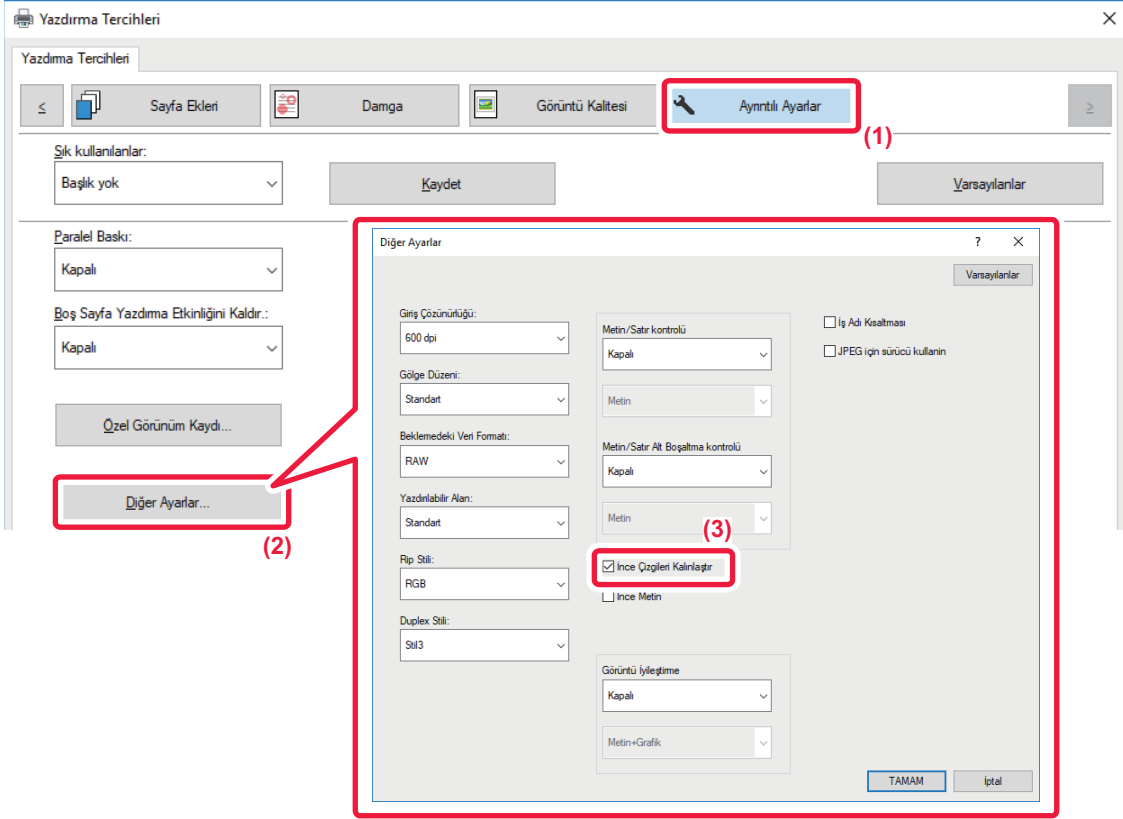 Yazdırma Tercihleri
Yazdırma Tercihleri
<
Sayfa Ekleri
Damga
Görüntü Kalitesi
Ayrıntılı Ayarlar
>
(1)
Sık kullanılanlar:
Başlık yok
Kaydet
Varsayılanlar
Paralel Baskı:
Kapalı
Boş Sayfa Yazdırma Etkinliğini Kaldır.:
Kapalı
Özel Görünüm Kaydı...
Diğer Ayarlar...
(2)
Diğer Ayarlar
?
Varsayılanlar
Giriş Çözünürlüğü:
600 dpi
Gölge Düzeni:
Standart
Beklemedeki Veri Formatı:
RAW
Yazdırılabilir Alan:
Standart
Rip Stili:
RGB
Duplex Stili:
Stil3
Metin/Satır kontrolü
Kapalı
Metin
Metin/Satır Alt Boşaltma kontrolü
Kapalı
Metin
(3)
İnce Çizgileri Kalınlaştır
İnce Metin
Görüntü İyileştirme
Kapalı
Metin+Grafik
İş Adı Kısaltması
JPEG için sürücü kullanin
TAMAM
İptal